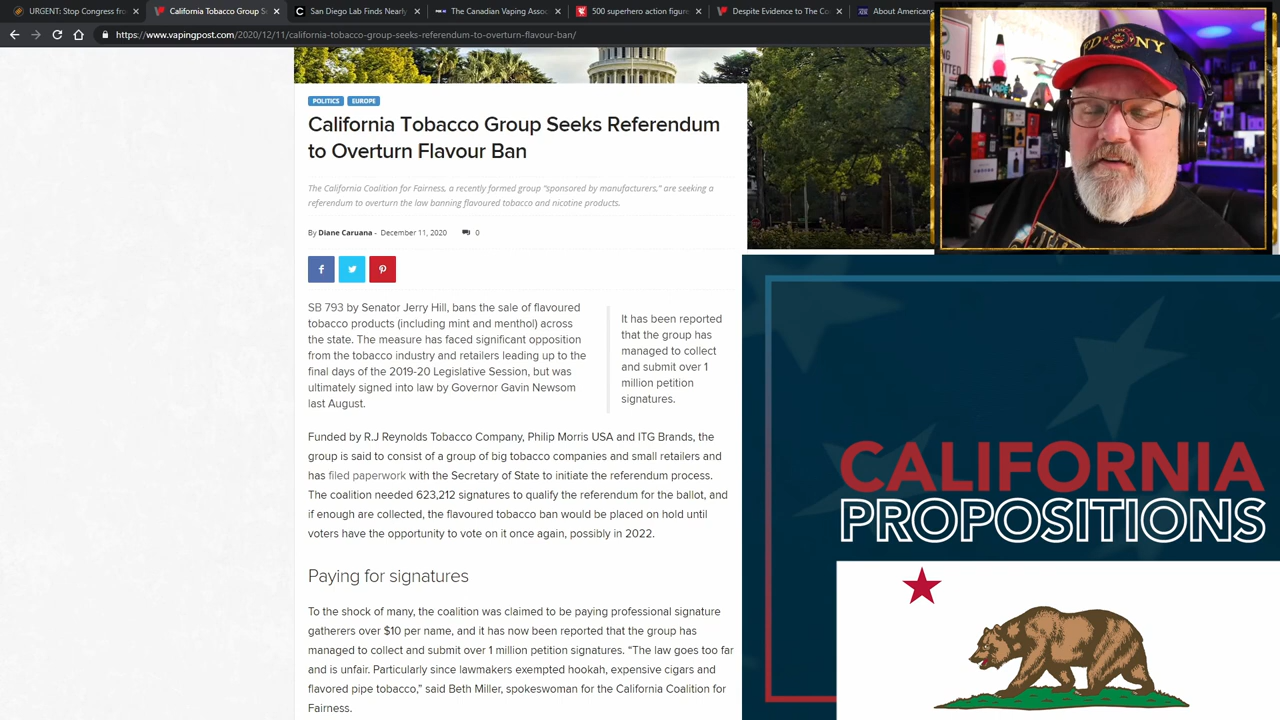 URGENT: Stop Congress fro
California Tobacco Group S
San Diego Lab Finds Nearly
The Canadian Vaping Assoc
500 superhero action figure
Despite Evidence to The Co
About American
https://www.vapingpost.com/2020/12/11/california-tobacco-group-seeks-referendum-to-overturn-flavour-ban/
POLITICS EUROPE
California Tobacco Group Seeks Referendum
to Overturn Flavour Ban
The California Coalition for Fairness, a recently formed group "sponsored by manufacturers," are seeking a
referendum to overturn the law banning flavoured tobacco and nicotine products.
By Diane Caruana - December 11, 2020 0
SB 793 by Senator Jerry Hill, bans the sale of flavoured
tobacco products (including mint and menthol) across
the state. The measure has faced significant opposition
from the tobacco industry and retailers leading up to the
final days of the 2019-20 Legislative Session, but was
ultimately signed into law by Governor Gavin Newsom
last August.
It has been reported
that the group has
managed to collect
and submit over 1
million petition
signatures.
Funded by R.J Reynolds Tobacco Company, Philip Morris USA and ITG Brands, the
group is said to consist of a group of big tobacco companies and small retailers and
has filed paperwork with the Secretary of State to initiate the referendum process.
The coalition needed 623,212 signatures to qualify the referendum for the ballot, and
if enough are collected, the flavoured tobacco ban would be placed on hold until
voters have the opportunity to vote on it once again, possibly in 2022.
Paying for signatures
To the shock of many, the coalition was claimed to be paying professional signature
gatherers over $10 per name, and it has now been reported that the group has
managed to collect and submit over 1 million petition signatures. "The law goes too far
and is unfair. Particularly since lawmakers exempted hookah, expensive cigars and
flavored pipe tobacco," said Beth Miller, spokeswoman for the California Coalition for
Fairness.
CALIFORNIA
PROPOSITIONS